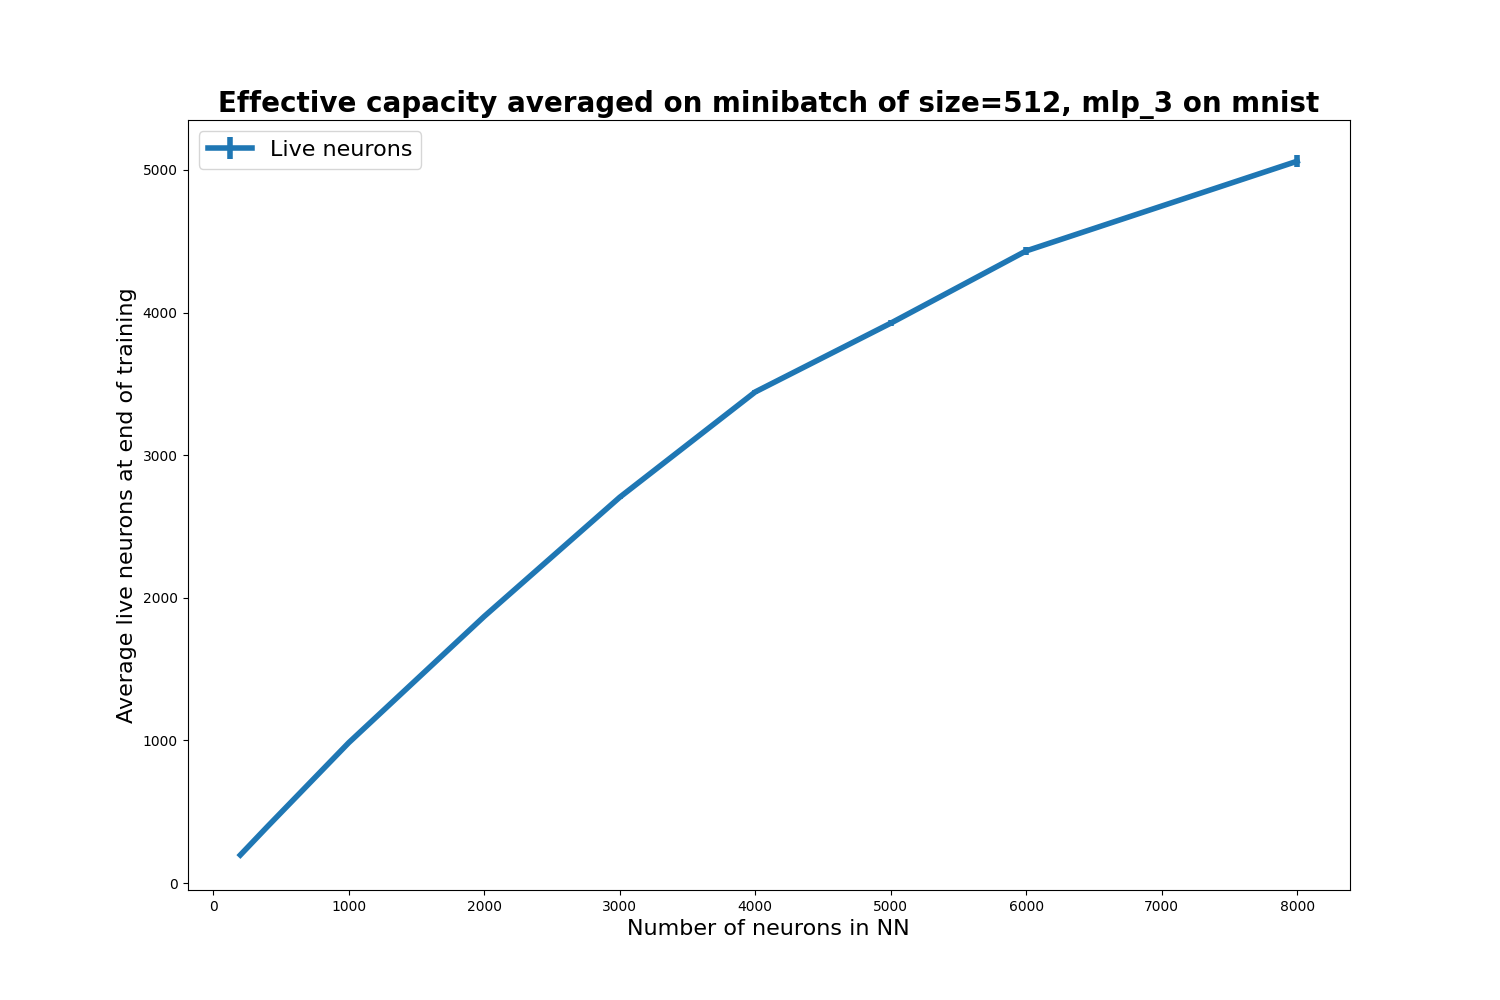 Effective capacity averaged on minibatch of size=512, mlp_3 on mnist
Live neurons
Average live neurons at end of training
5000
4000
3000
2000
1000
0
0 1000 2000 3000 4000 5000 6000 7000 8000
Number of neurons in NN